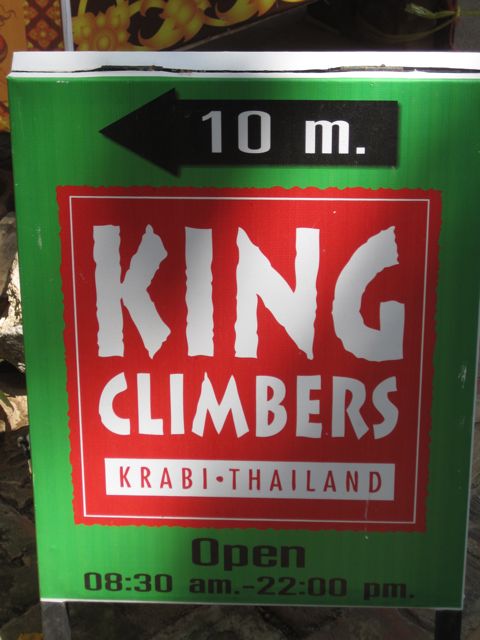 10 m.
KING
CLIMBERS
KRABI•THAILAND
Open
08:30 am.-22:00 pm.